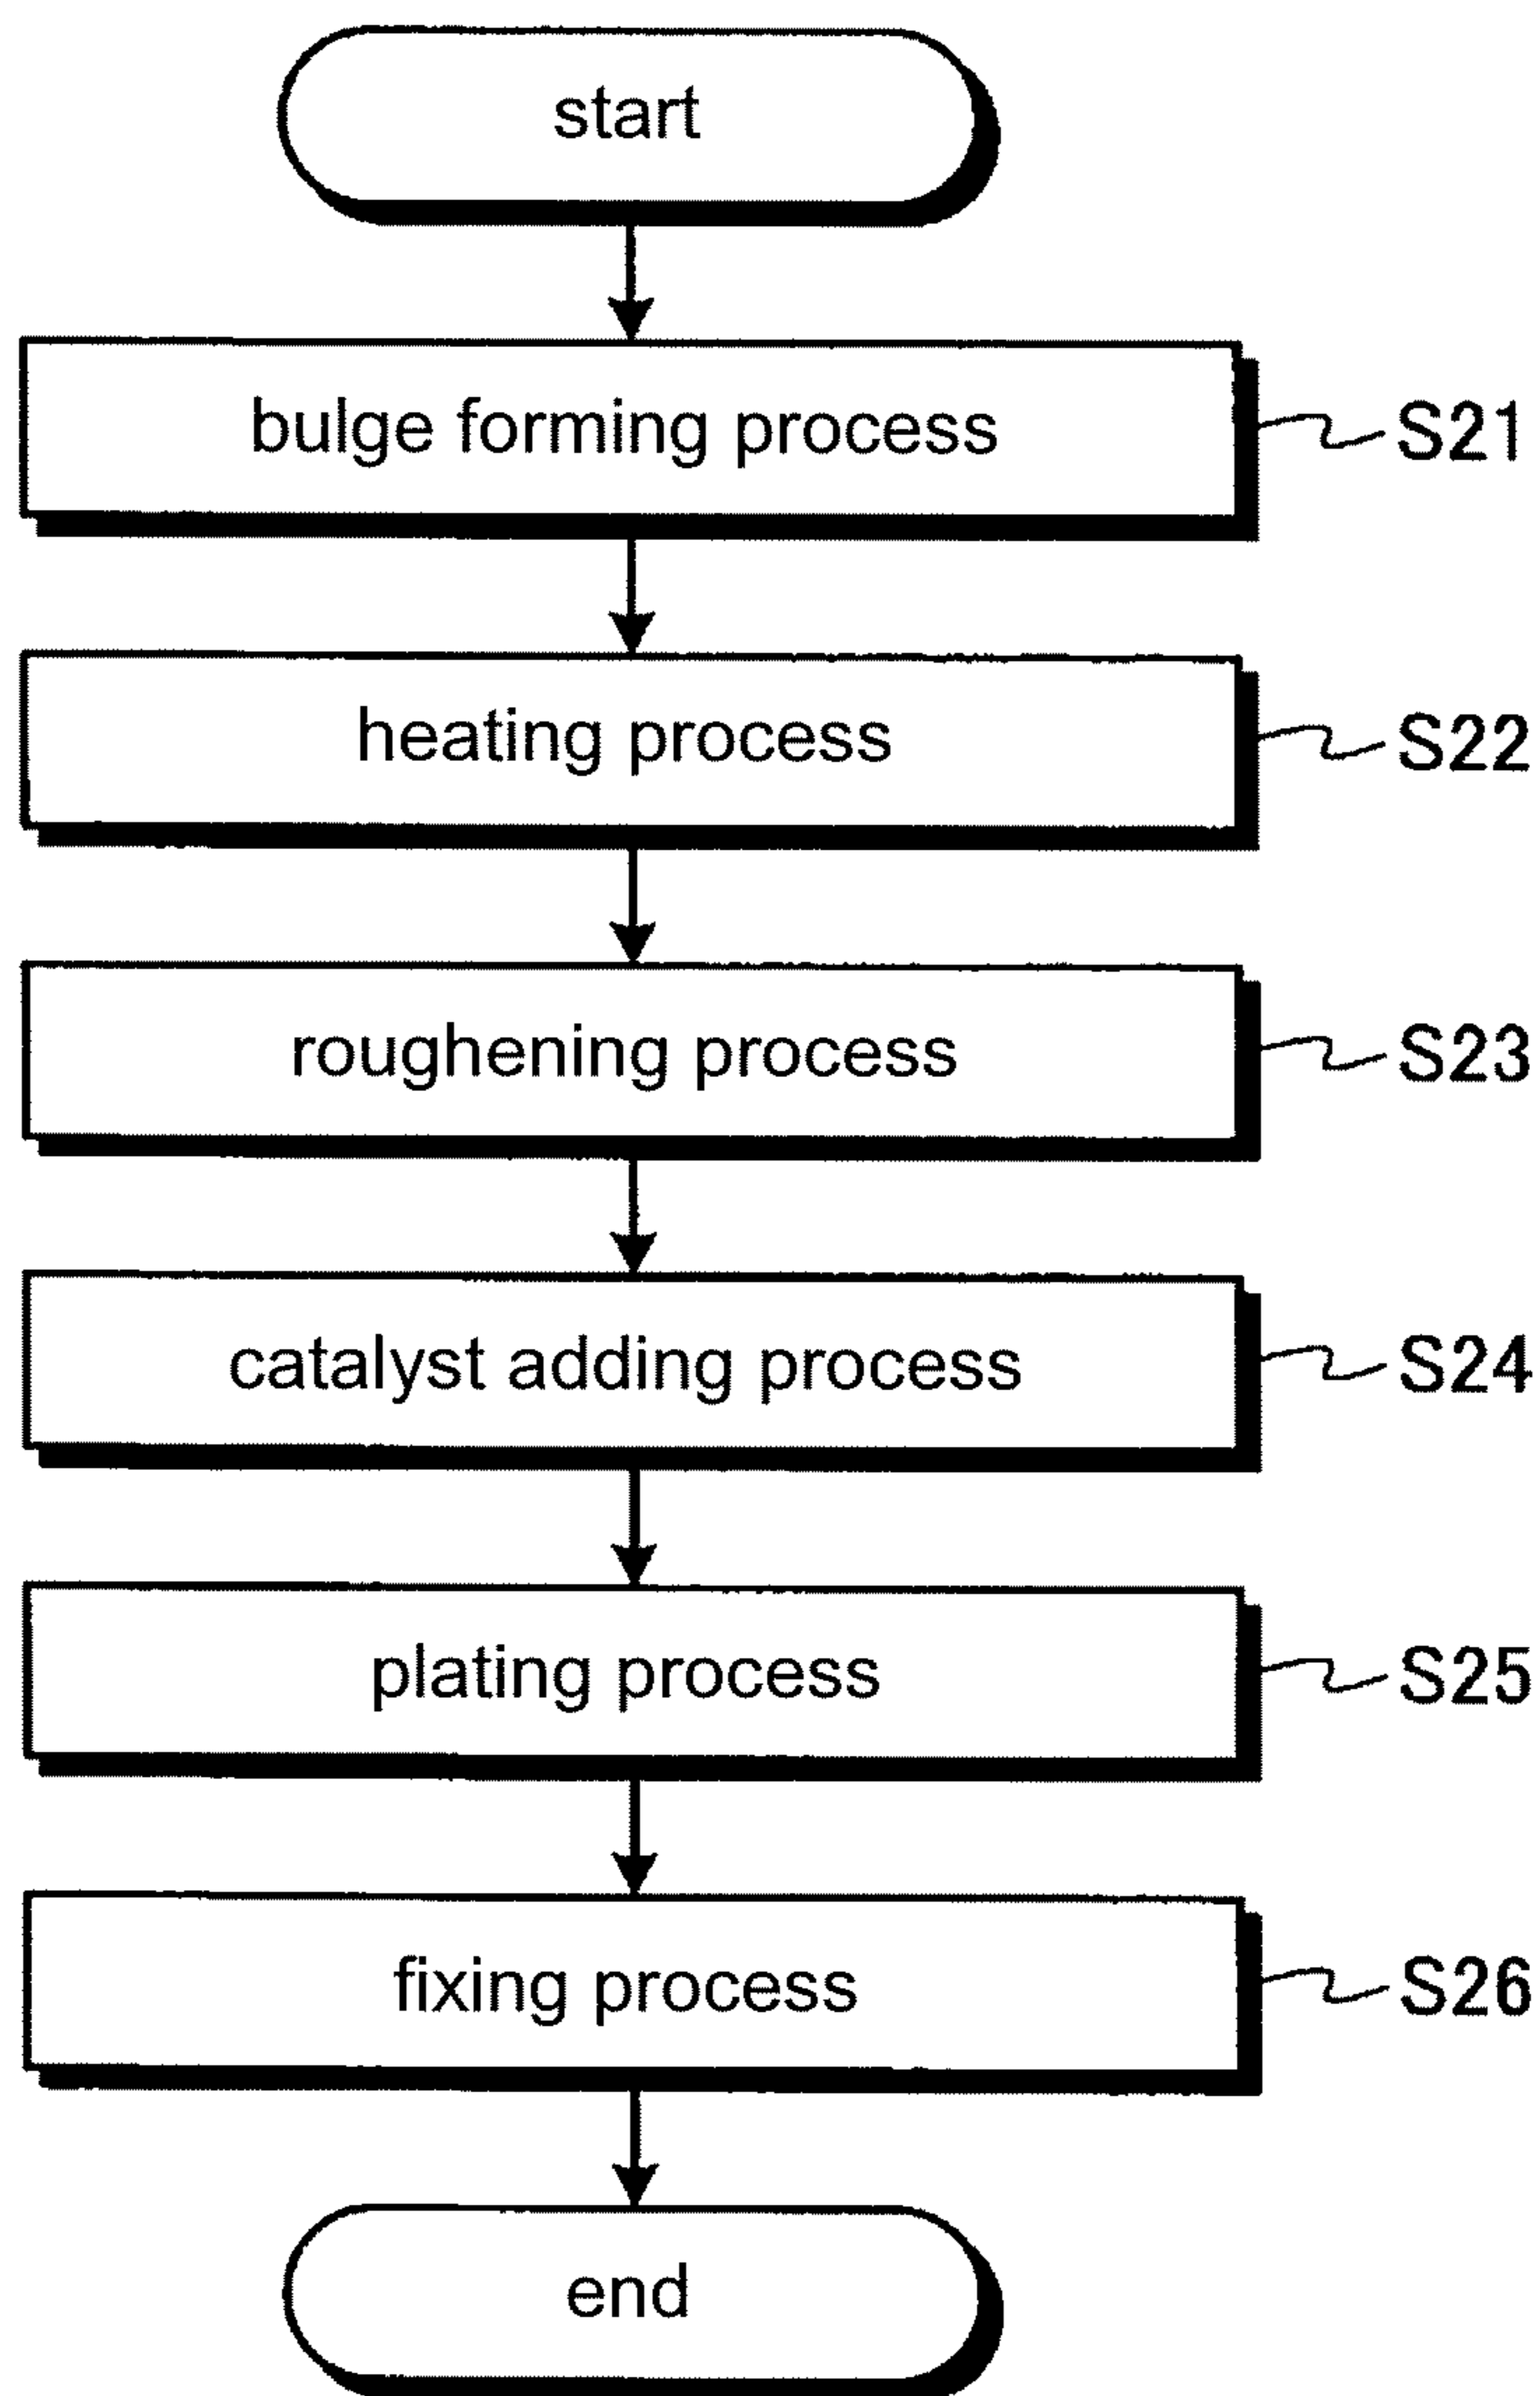 start
bulge forming process
S21
heating process
S22
roughening process
S23
catalyst adding process
S24
plating process
S25
fixing process
S26
end